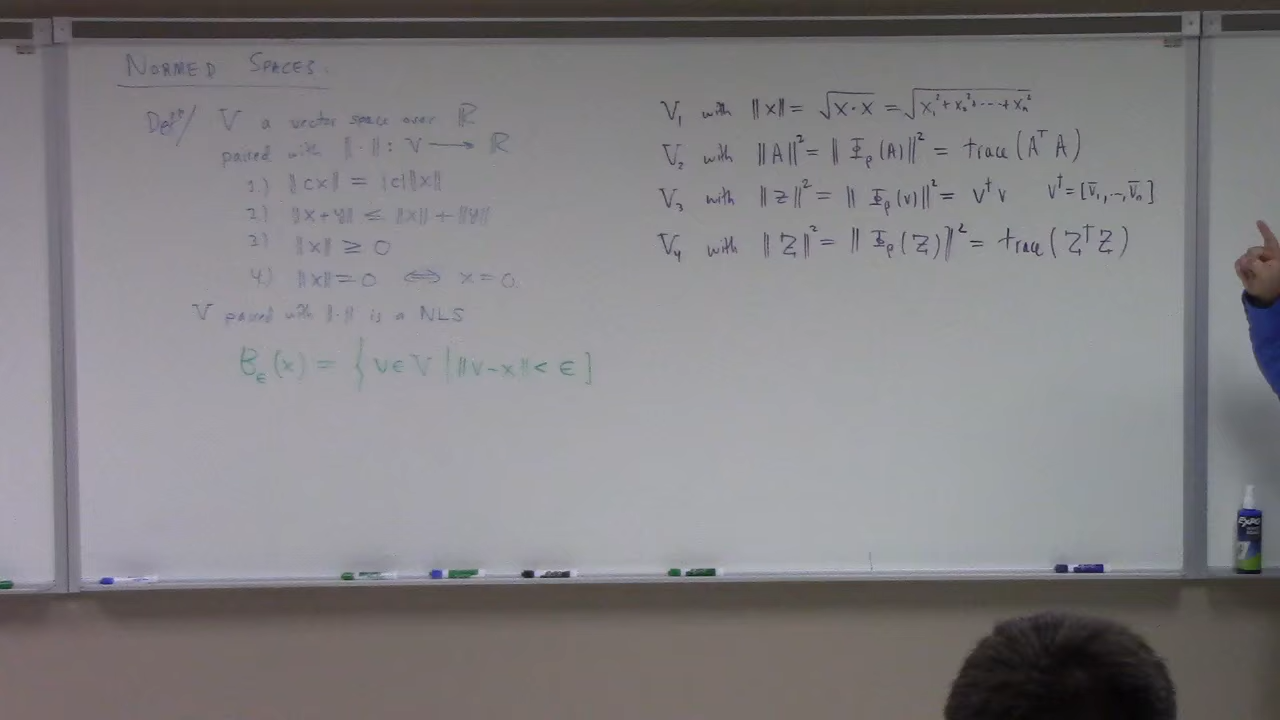 NORMED SPACES.
Defⁿ/ V a vector space over ℝ
paired with ‖·‖ : V ⟶ ℝ
1.) ‖cx‖ = |c|‖x‖
2.) ‖x+y‖ ≤ ‖x‖+‖y‖
3.) ‖x‖ ≥ 0
4.) ‖x‖=0 ⟺ x=0.
V paired with ‖·‖ is a NLS
B_ε(x) = { v∈V | ‖v-x‖< ε }
V₁ with ‖x‖ = √x·x = √x₁²+x₂²+···+xₙ²
V₂ with ‖A‖² = ‖Φ_β(A)‖² = trace(AᵀA)
V₃ with ‖z‖² = ‖Φ_β(v)‖² = v†v v†=[v̄₁,··,v̄ₙ]
V₄ with ‖Z‖² = ‖Φ_β(Z)‖² = trace(Z†Z)
EXPO